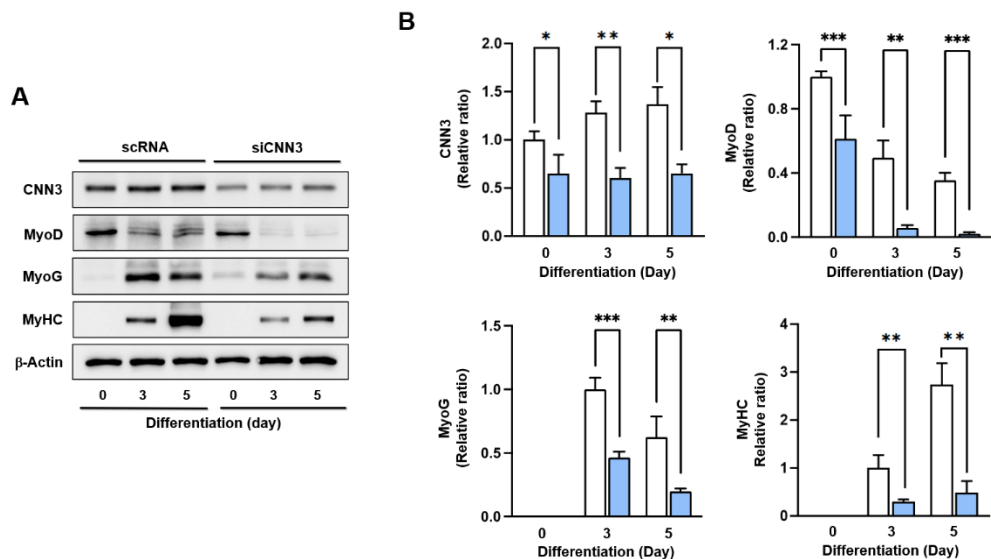 A
scRNA siCNN3
CNN3
MyoD
MyoG
MyHC
β-Actin
0 3 5 0 3 5
Differentiation (day)
B
CNN3
(Relative ratio)
2.0
1.5
1.0
0.5
0.0
* ** *
0 3 5
Differentiation (Day)
MyoD
(Relative ratio)
1.2
0.8
0.4
0.0
*** ** ***
0 3 5
Differentiation (Day)
MyoG
(Relative ratio)
1.5
1.0
0.5
0.0
*** **
0 3 5
Differentiation (Day)
MyHC
Relative ratio)
4
3
2
1
0
** **
0 3 5
Differentiation (Day)